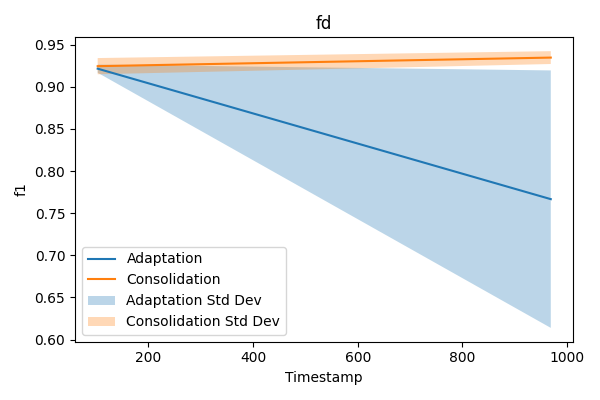 fd
0.95
0.90
0.85
0.80
0.75
0.70
0.65
0.60
f1
Adaptation
Consolidation
Adaptation Std Dev
Consolidation Std Dev
200 400 600 800 1000
Timestamp